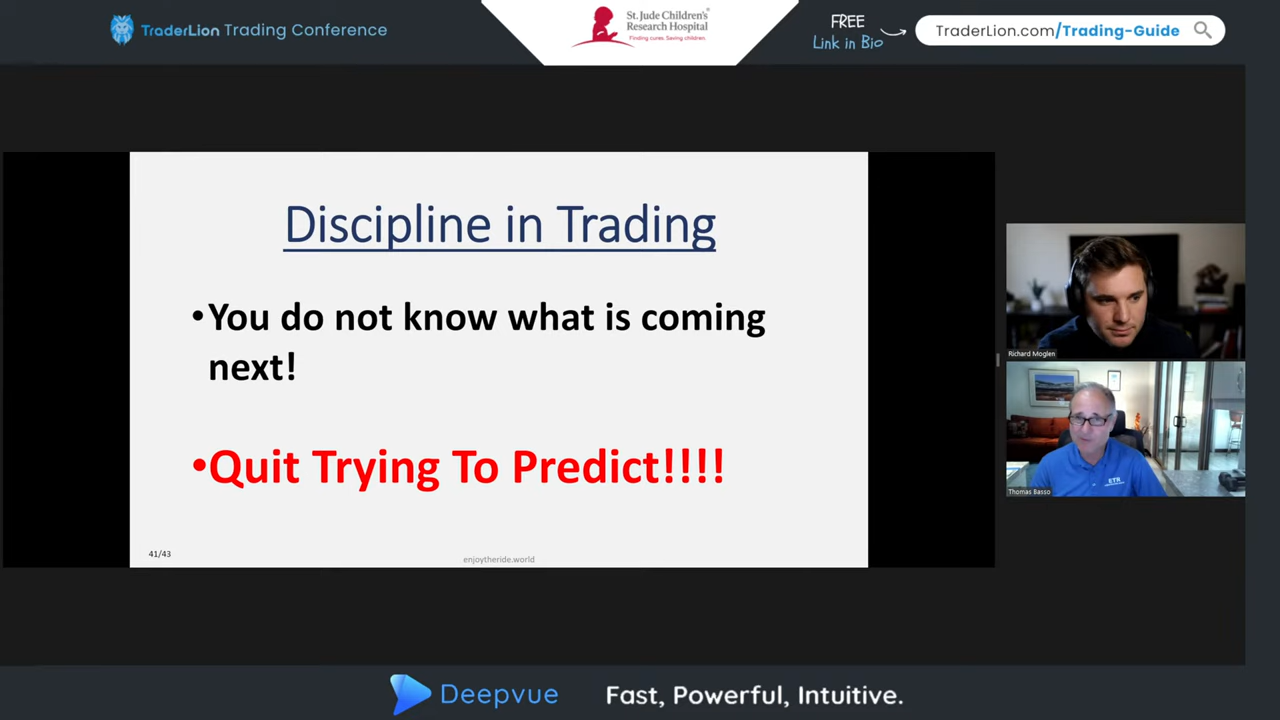 TraderLion Trading Conference
St. Jude Children's®
Research Hospital
Finding cures. Saving children.
FREE
Link in Bio
TraderLion.com/Trading-Guide
Discipline in Trading
•You do not know what is coming
next!
•Quit Trying To Predict!!!!
41/43
enjoytheride.world
Richard Moglen
ETR
Thomas Basso
Deepvue
Fast, Powerful, Intuitive.